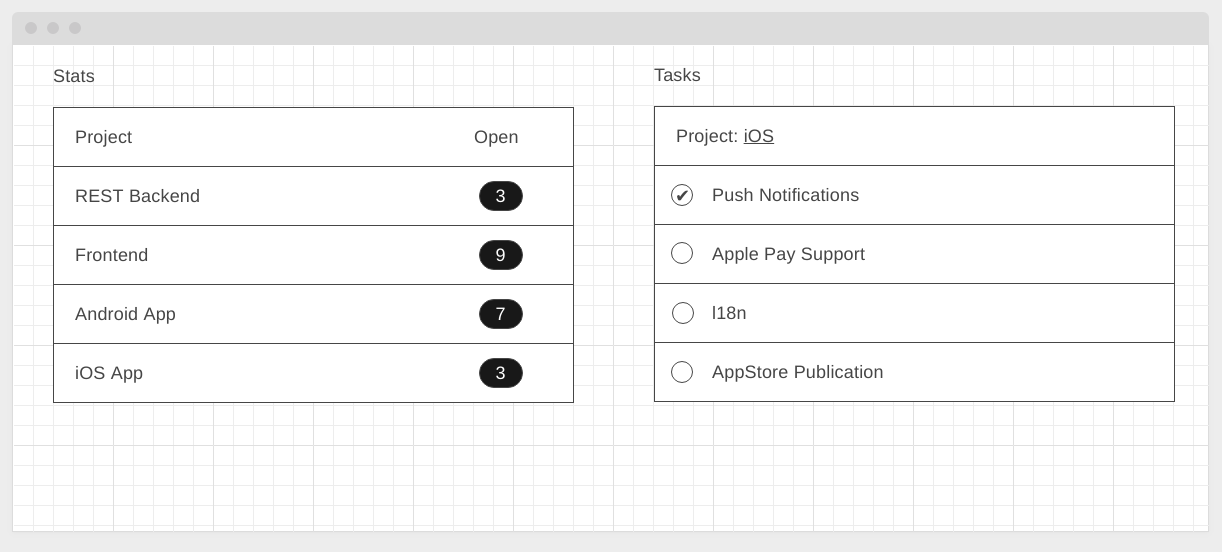 Stats
Project Open
REST Backend 3
Frontend 9
Android App 7
iOS App 3
Tasks
Project: iOS
Push Notifications
Apple Pay Support
l18n
AppStore Publication